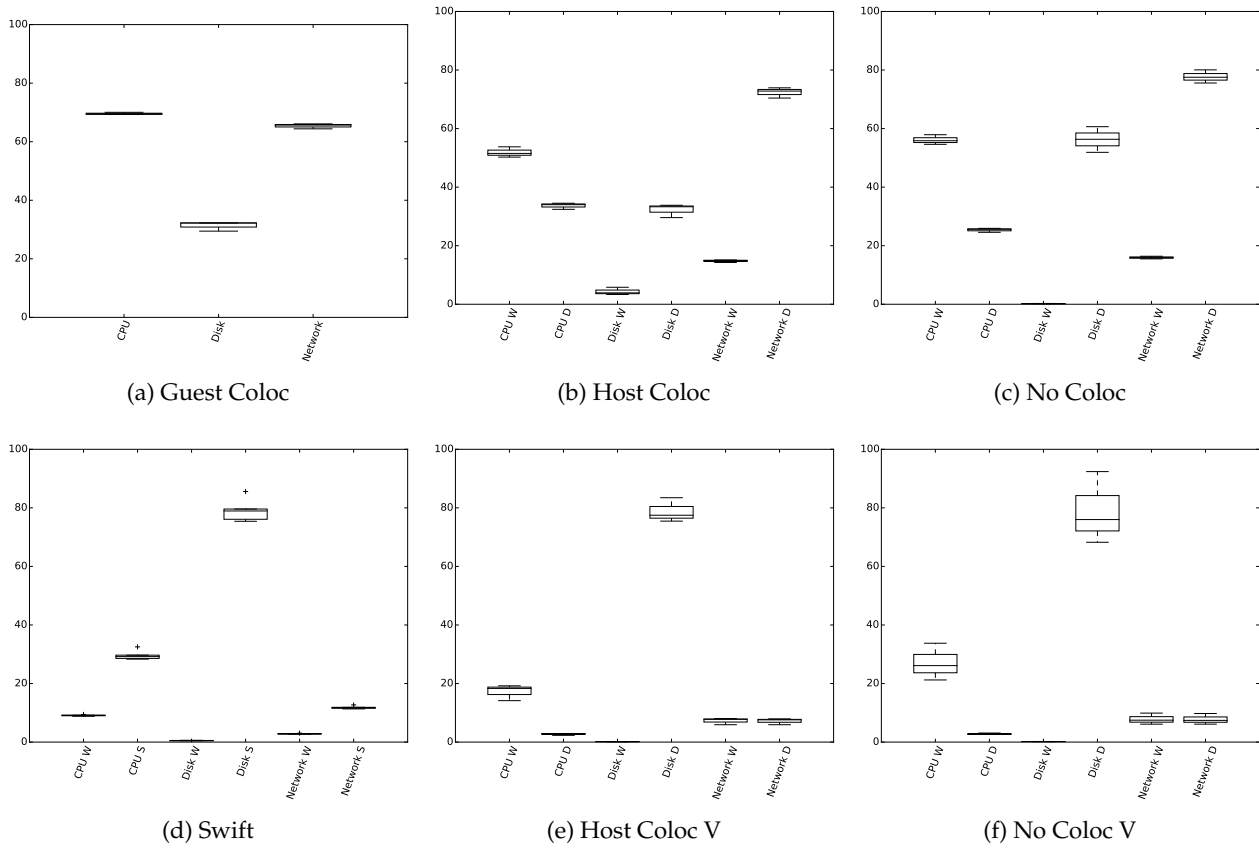 100
80
60
40
20
0
CPU
Disk
Network
(a) Guest Coloc
100
80
60
40
20
0
CPU W
CPU D
Disk W
Disk D
Network W
Network D
(b) Host Coloc
100
80
60
40
20
0
CPU W
CPU D
Disk W
Disk D
Network W
Network D
(c) No Coloc
100
80
60
40
20
0
CPU W
CPU S
Disk W
Disk S
Network W
Network S
(d) Swift
100
80
60
40
20
0
CPU W
CPU D
Disk W
Disk D
Network W
Network D
(e) Host Coloc V
100
80
60
40
20
0
CPU W
CPU D
Disk W
Disk D
Network W
Network D
(f) No Coloc V